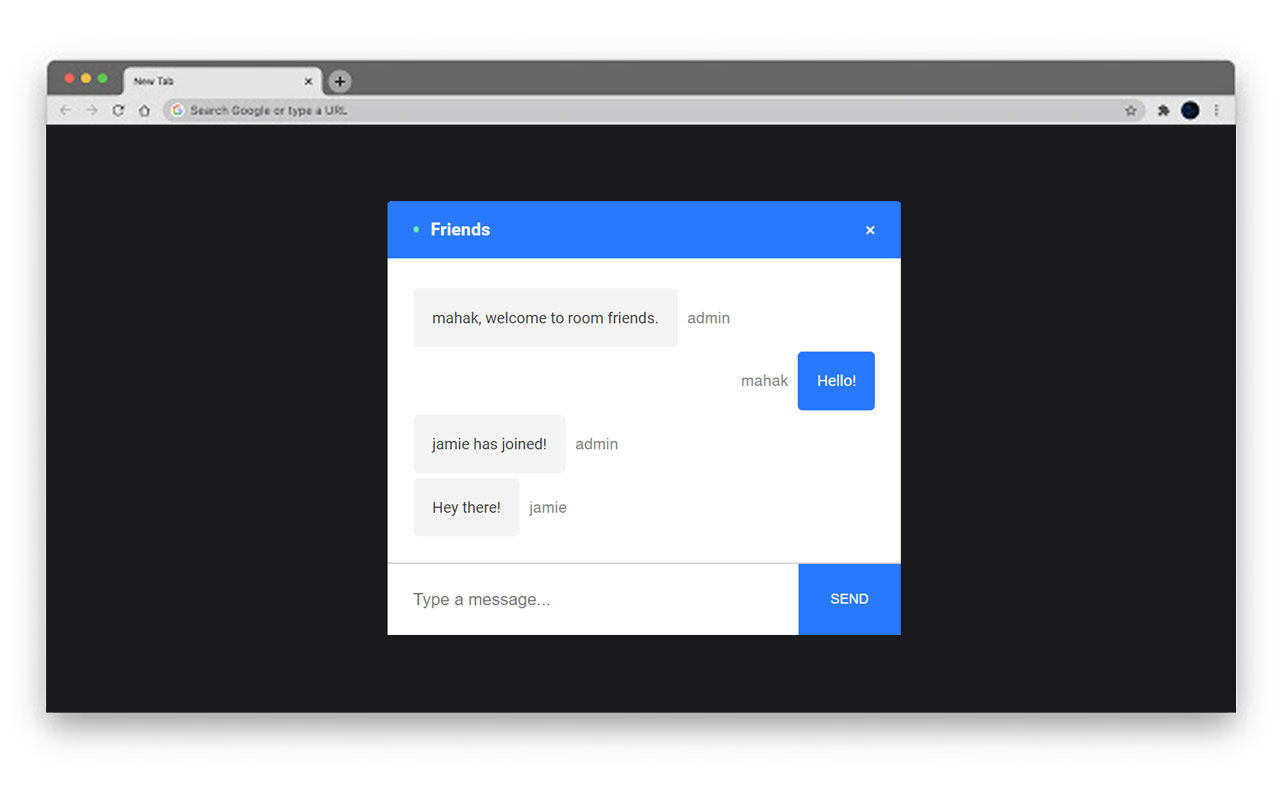 New Tab
Search Google or type a URL
Friends
mahak, welcome to room friends. admin
mahak Hello!
jamie has joined! admin
Hey there! jamie
Type a message...
SEND